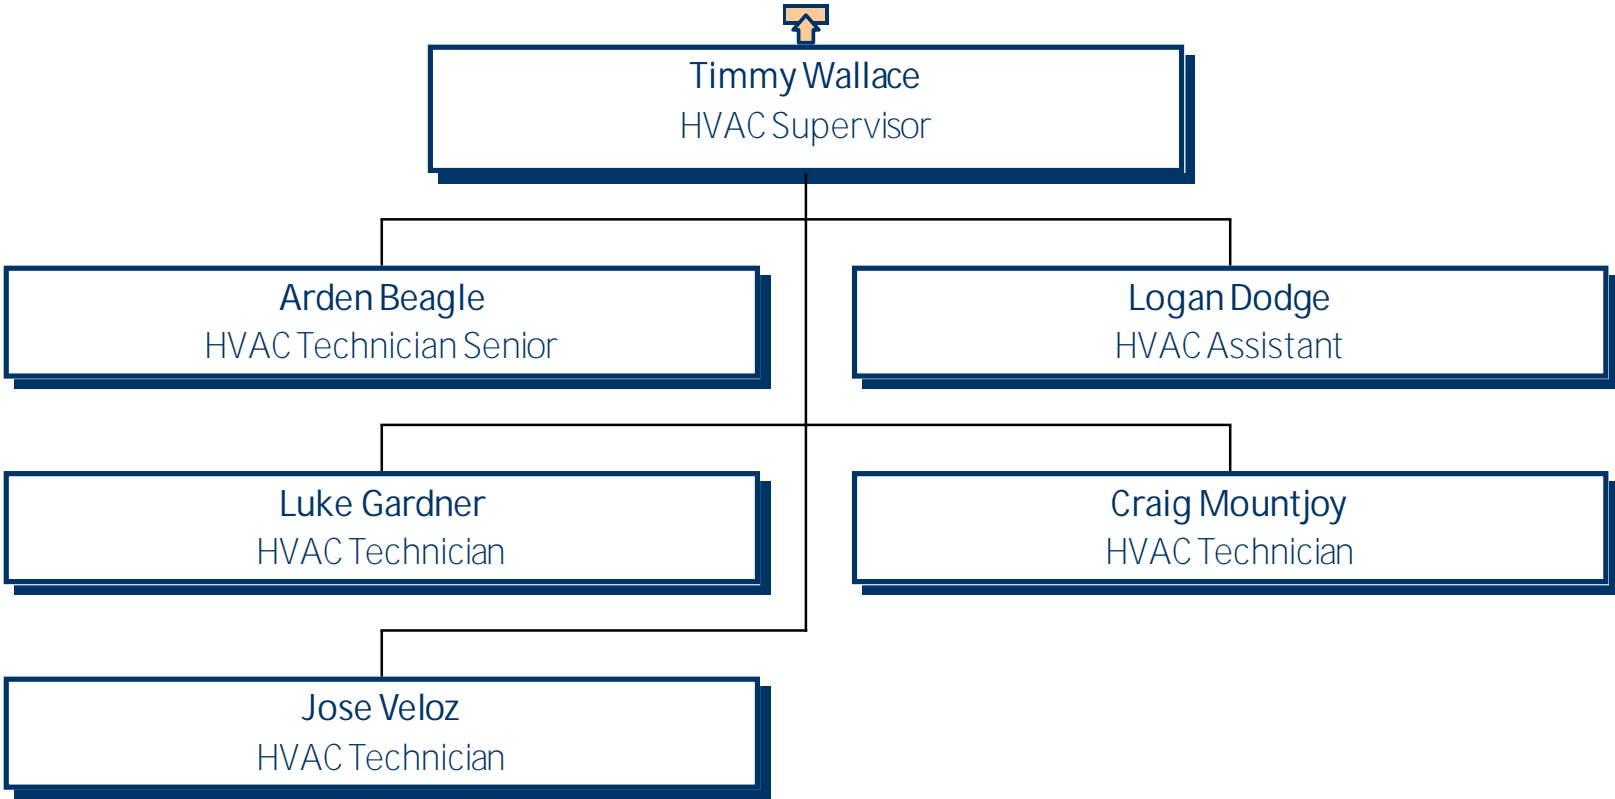 Timmy Wallace
HVAC Supervisor
Arden Beagle
HVAC Technician Senior
Logan Dodge
HVAC Assistant
Luke Gardner
HVAC Technician
Craig Mountjoy
HVAC Technician
Jose Veloz
HVAC Technician